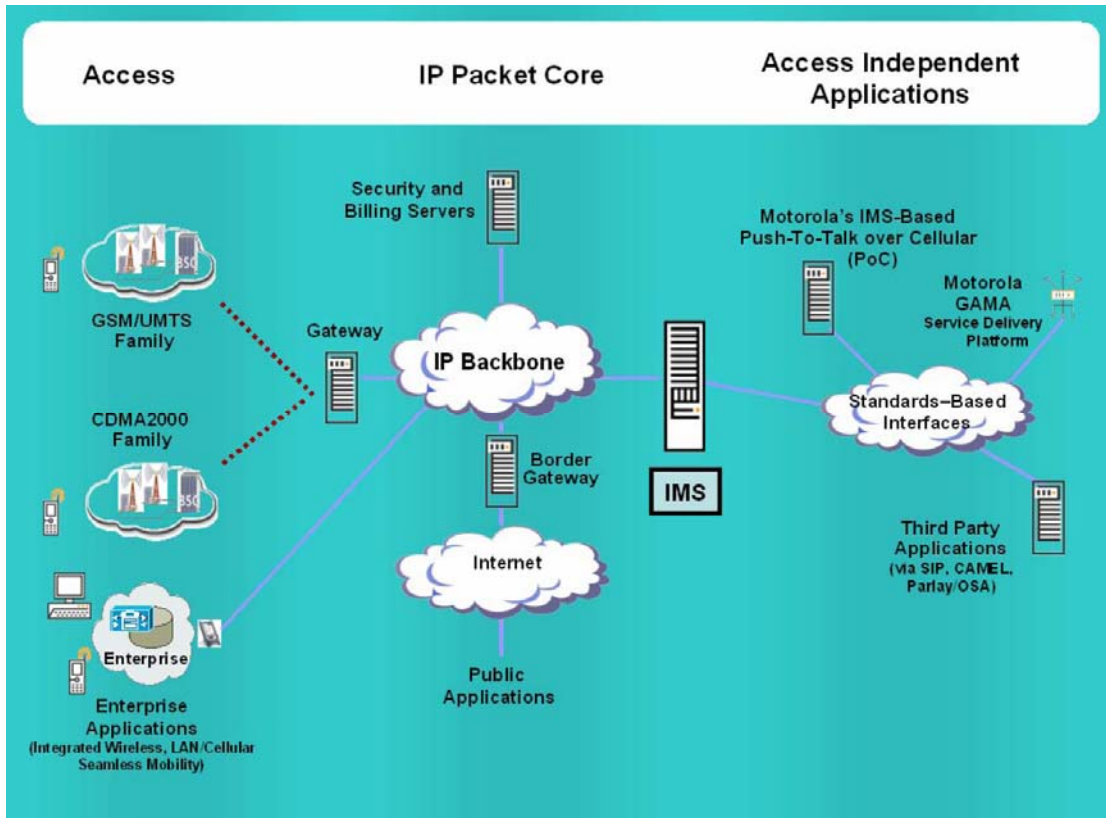 Access
IP Packet Core
Access Independent
Applications
Security and
Billing Servers
Motorola's IMS-Based
Push-To-Talk over Cellular
(PoC)
Motorola
GAMA
Service Delivery
Platform
BSC
GSM/UMTS
Family
Gateway
IP Backbone
Standards–Based
Interfaces
CDMA2000
Family
BSC
Border
Gateway
IMS
Internet
Third Party
Applications
(via SIP, CAMEL,
Parlay/OSA)
Enterprise
Public
Applications
Enterprise
Applications
(Integrated Wireless, LAN/Cellular
Seamless Mobility)